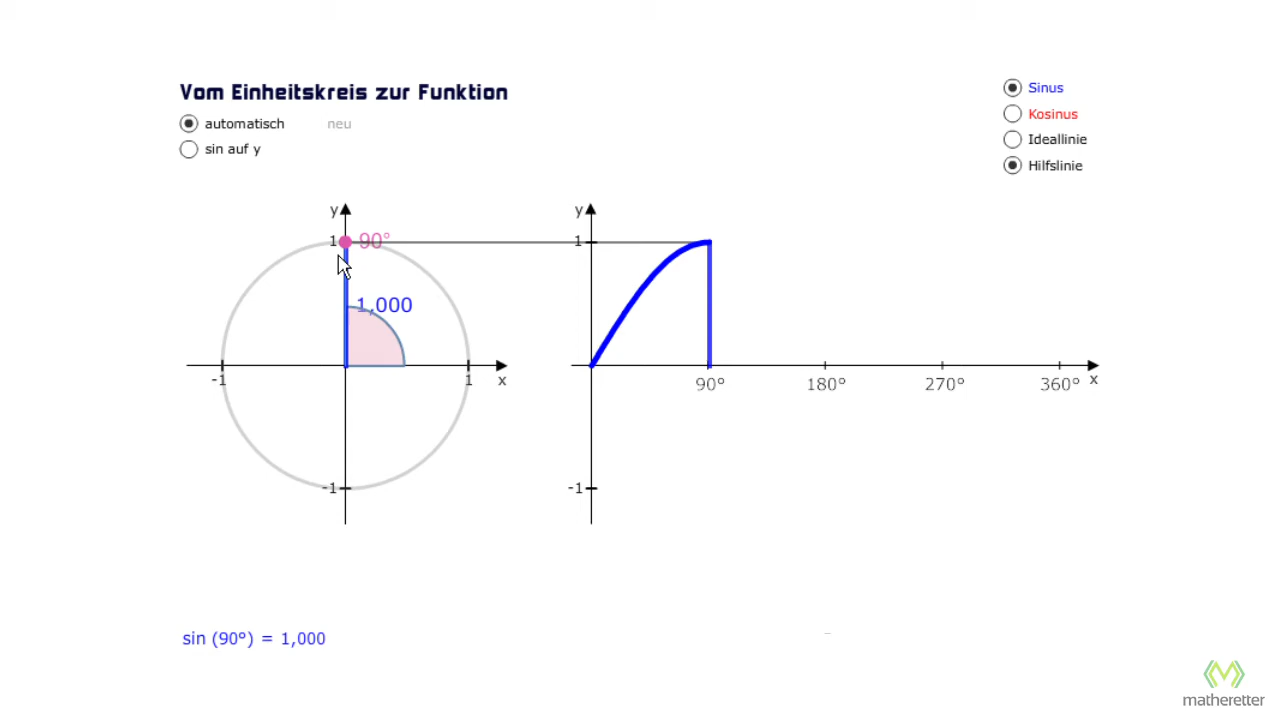 Vom Einheitskreis zur Funktion
automatisch neu
sin auf y
Sinus
Kosinus
Ideallinie
Hilfslinie
y
1
90°
1,000
-1
1
x
-1
y
1
90°
180°
270°
360°
x
-1
sin (90°) = 1,000
matheretter